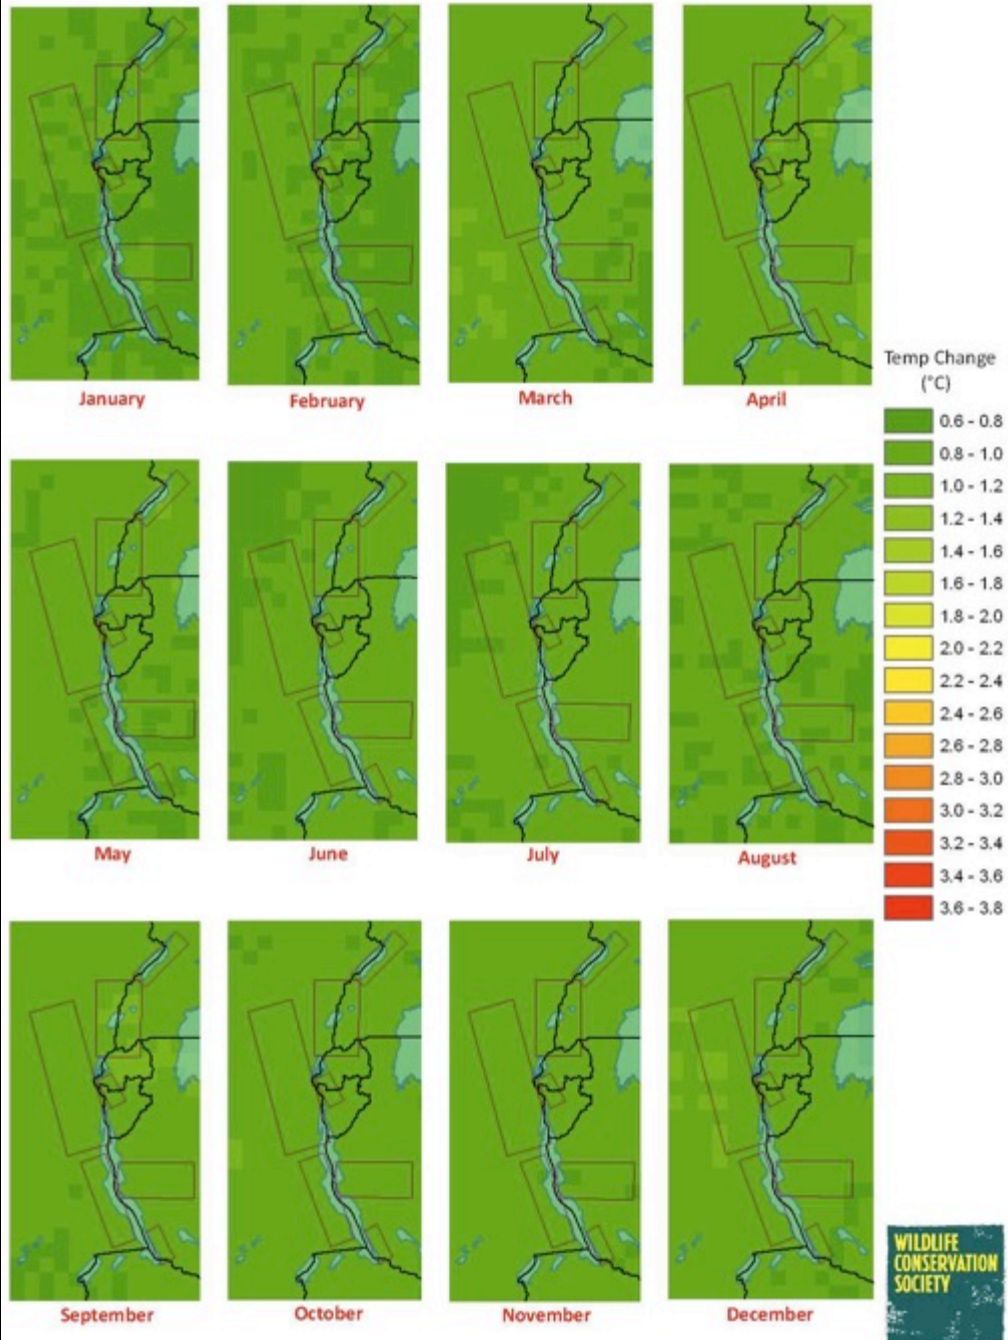 January
February
March
April
Temp Change
(°C)
0.6 - 0.8
0.8 - 1.0
1.0 - 1.2
1.2 - 1.4
1.4 - 1.6
1.6 - 1.8
1.8 - 2.0
2.0 - 2.2
2.2 - 2.4
2.4 - 2.6
2.6 - 2.8
2.8 - 3.0
3.0 - 3.2
3.2 - 3.4
3.4 - 3.6
3.6 - 3.8
May
June
July
August
September
October
November
December
WILDLIFE
CONSERVATION
SOCIETY